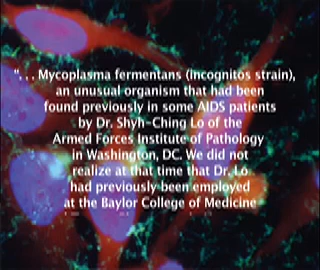 ". . . Mycoplasma fermentans (incognitos strain),
an unusual organism that had been
found previously in some AIDS patients
by Dr. Shyh-Ching Lo of the
Armed Forces Institute of Pathology
in Washington, DC. We did not
realize at that time that Dr. Lo
had previously been employed
at the Baylor College of Medicine